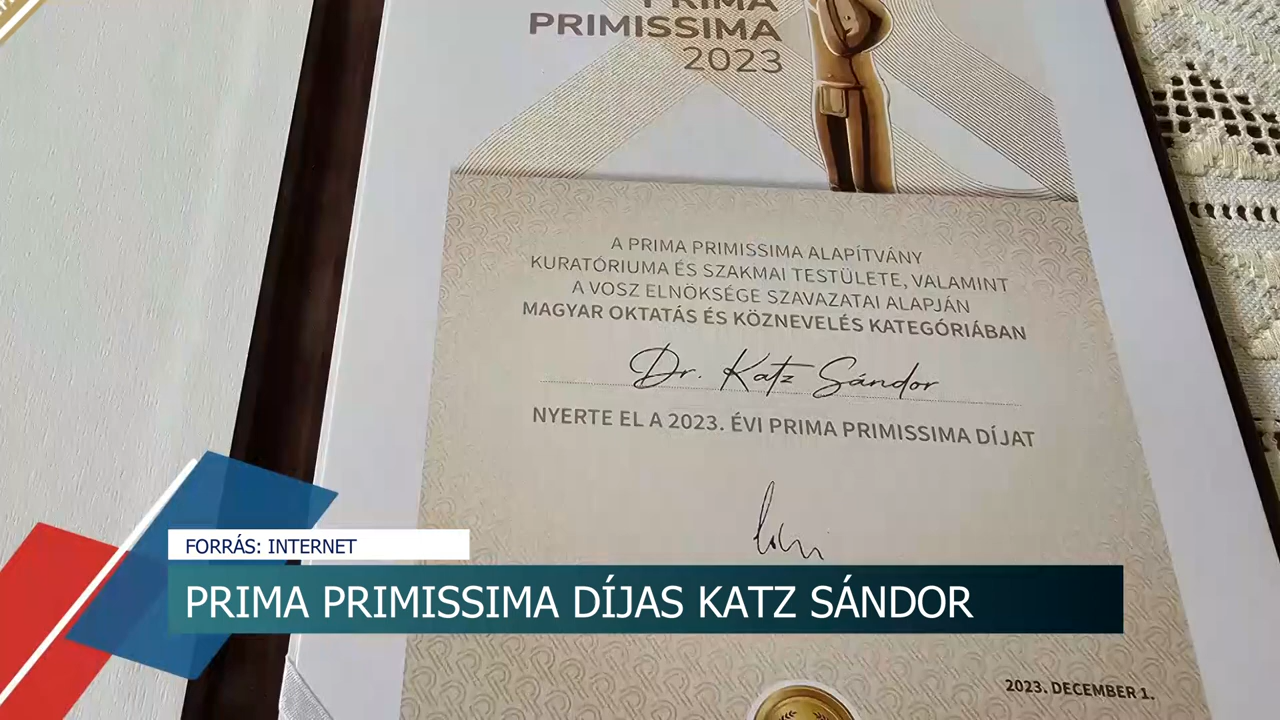 PRIMA
PRIMISSIMA
2023
A PRIMA PRIMISSIMA ALAPÍTVÁNY
KURATÓRIUMA ÉS SZAKMAI TESTÜLETE, VALAMINT
A VOSZ ELNÖKSÉGE SZAVAZATAI ALAPJÁN
MAGYAR OKTATÁS ÉS KÖZNEVELÉS KATEGÓRIÁBAN
Dr. Katz Sándor
NYERTE EL A 2023. ÉVI PRIMA PRIMISSIMA DÍJAT
FORRÁS: INTERNET
PRIMA PRIMISSIMA DÍJAS KATZ SÁNDOR
2023. DECEMBER 1.